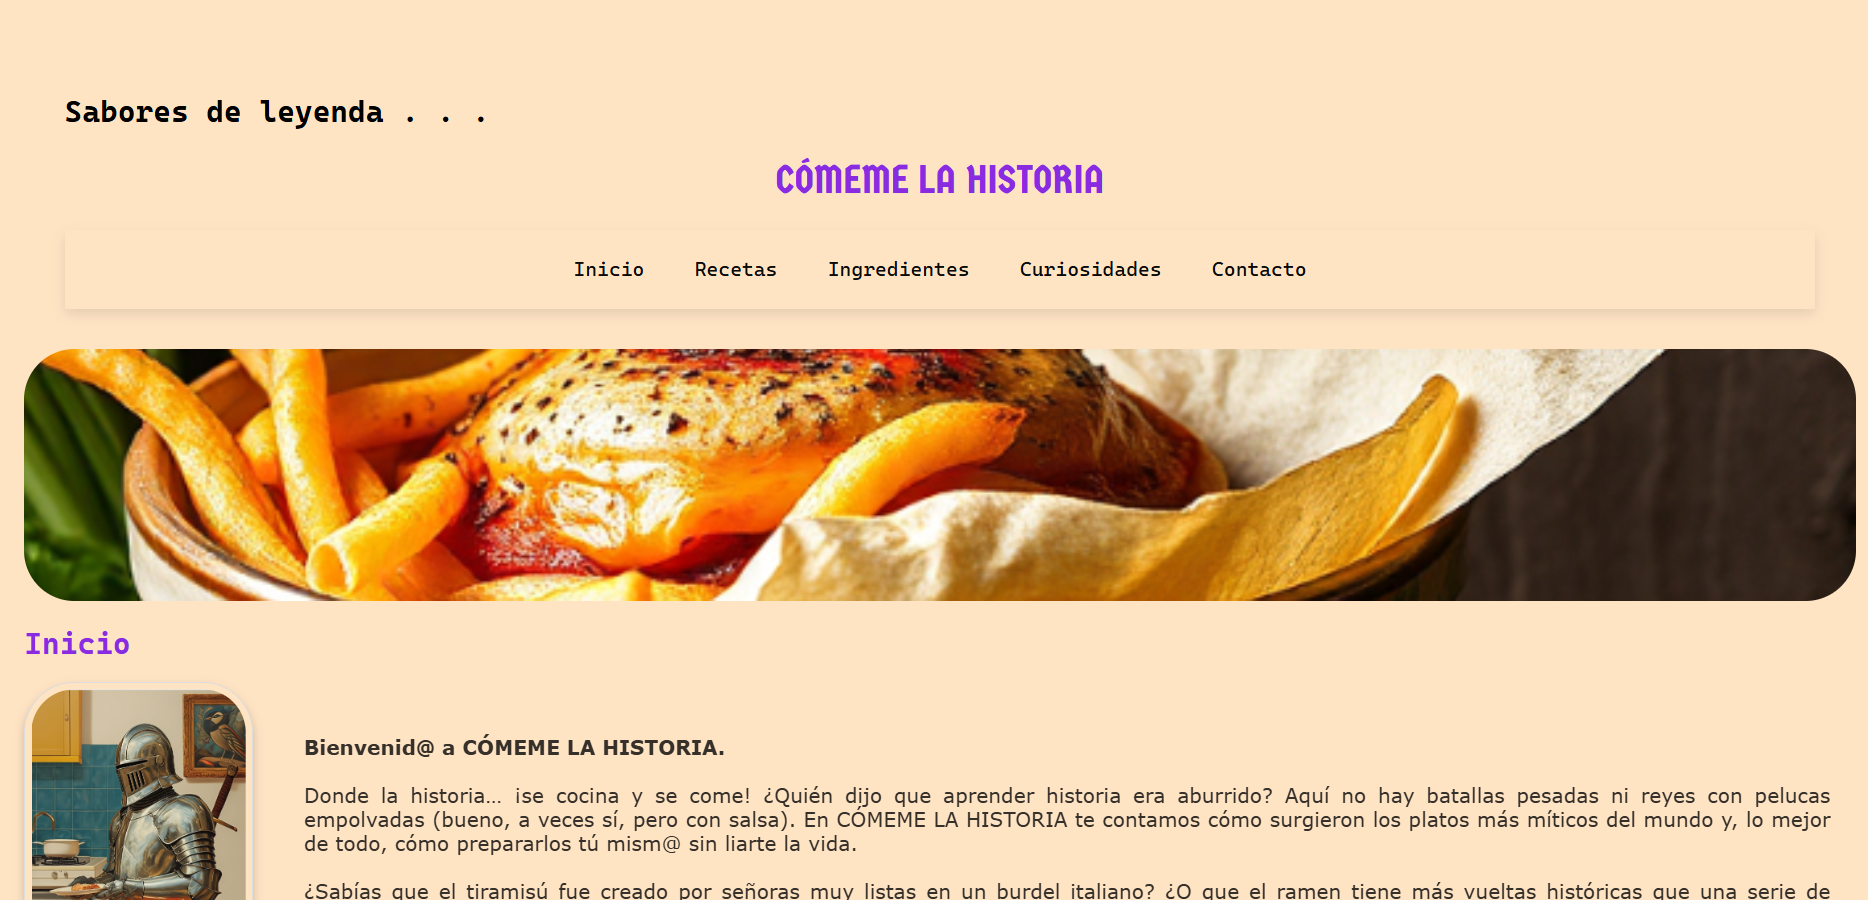 Sabores de leyenda . . .
CÓMEME LA HISTORIA
Inicio Recetas Ingredientes Curiosidades Contacto
Inicio
Bienvenid@ a CÓMEME LA HISTORIA.
Donde la historia... ¡se cocina y se come! ¿Quién dijo que aprender historia era aburrido? Aquí no hay batallas pesadas ni reyes con pelucas
empolvadas (bueno, a veces sí, pero con salsa). En CÓMEME LA HISTORIA te contamos cómo surgieron los platos más míticos del mundo y, lo mejor
de todo, cómo prepararlos tú mism@ sin liarte la vida.
¿Sabías que el tiramisú fue creado por señoras muy listas en un burdel italiano? ¿O que el ramen tiene más vueltas históricas que una serie de